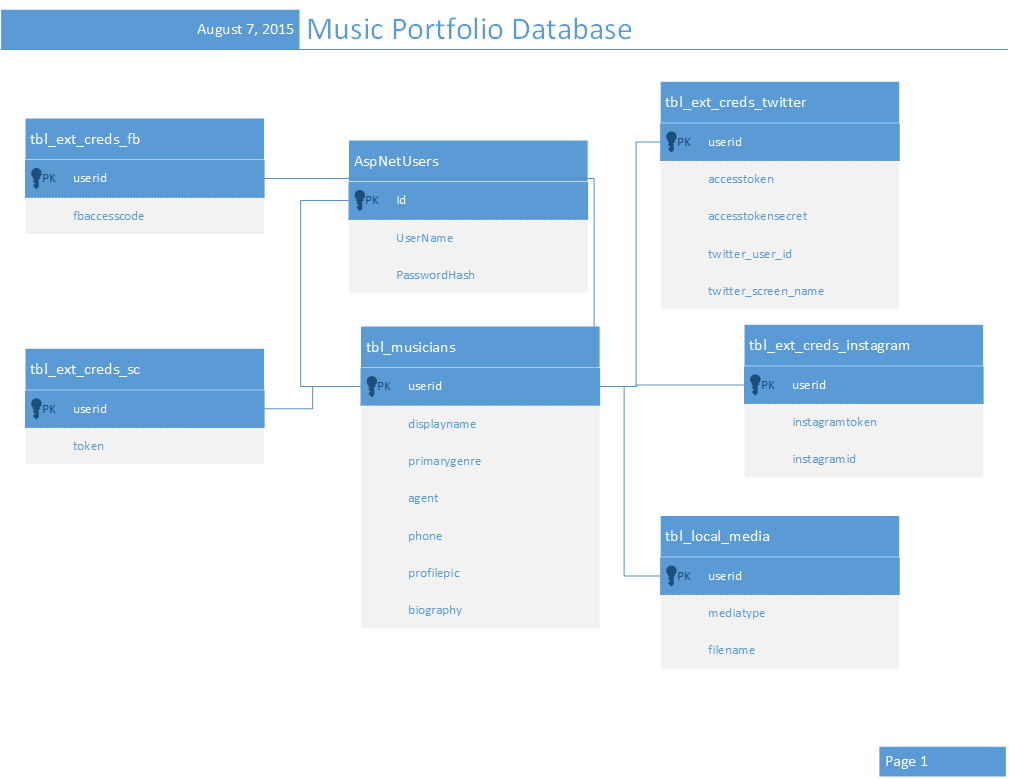 August 7, 2015
Music Portfolio Database
tbl_ext_creds_fb
PK userid
fbaccesscode
AspNetUsers
PK Id
UserName
PasswordHash
tbl_ext_creds_twitter
PK userid
accesstoken
accesstokensecret
twitter_user_id
twitter_screen_name
tbl_ext_creds_sc
PK userid
token
tbl_musicians
PK userid
displayname
primarygenre
agent
phone
profilepic
biography
tbl_ext_creds_instagram
PK userid
instagramtoken
instagramid
tbl_local_media
PK userid
mediatype
filename
Page 1